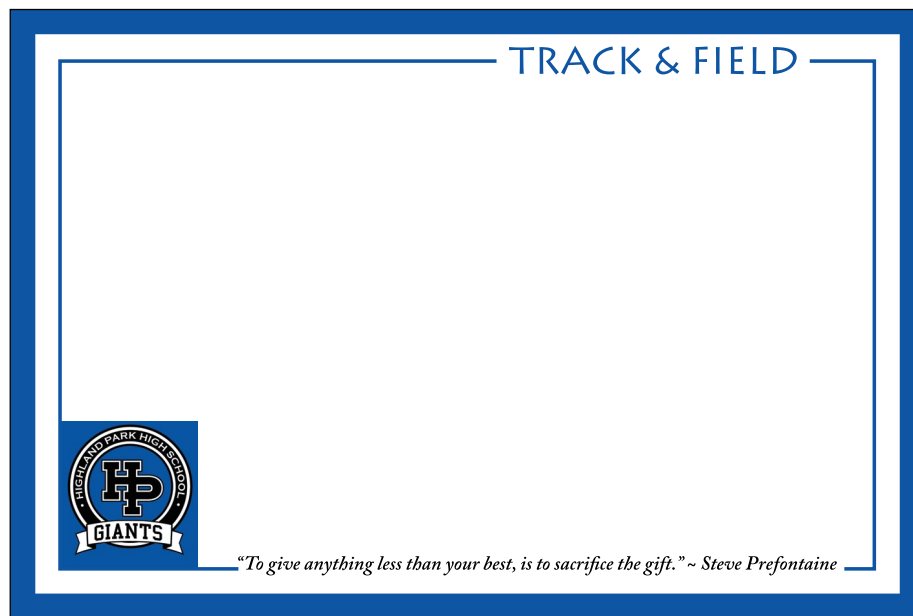 TRACK & FIELD
HIGHLAND PARK HIGH SCHOOL
HP
GIANTS
“To give anything less than your best, is to sacrifice the gift.” ~ Steve Prefontaine